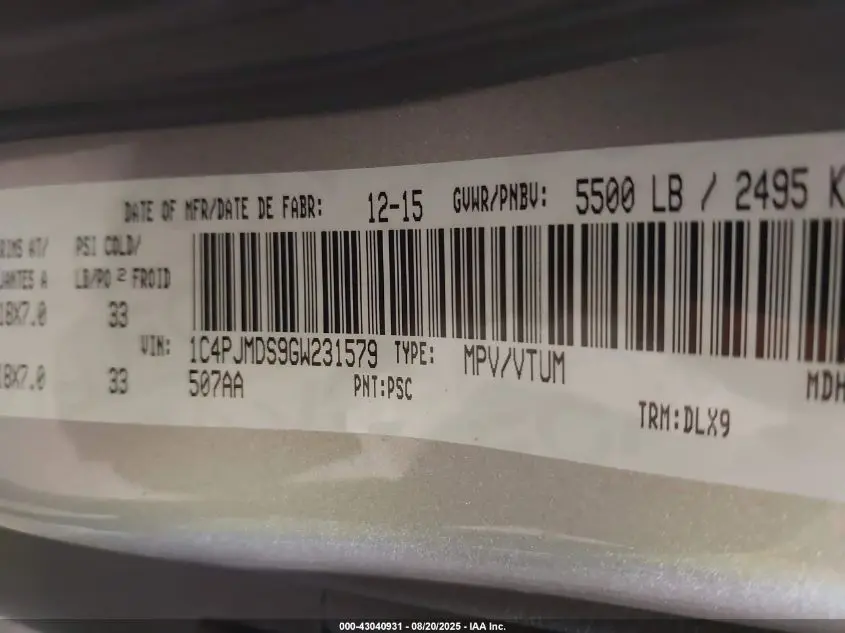 DATE OF MFR/DATE DE FABR: 12-15 GVWR/PNBV: 5500 LB / 2495 K
RIMS AT/ PSI COLD/
JANTES A LB/PO 2 FROID
18X7.0 33
VIN: 1C4PJMDS9GW231579 TYPE: MPV/VTUM MDH
18X7.0 33 507AA PNT:PSC TRM:DLX9
000-43040931 - 08/20/2025 - IAA Inc.